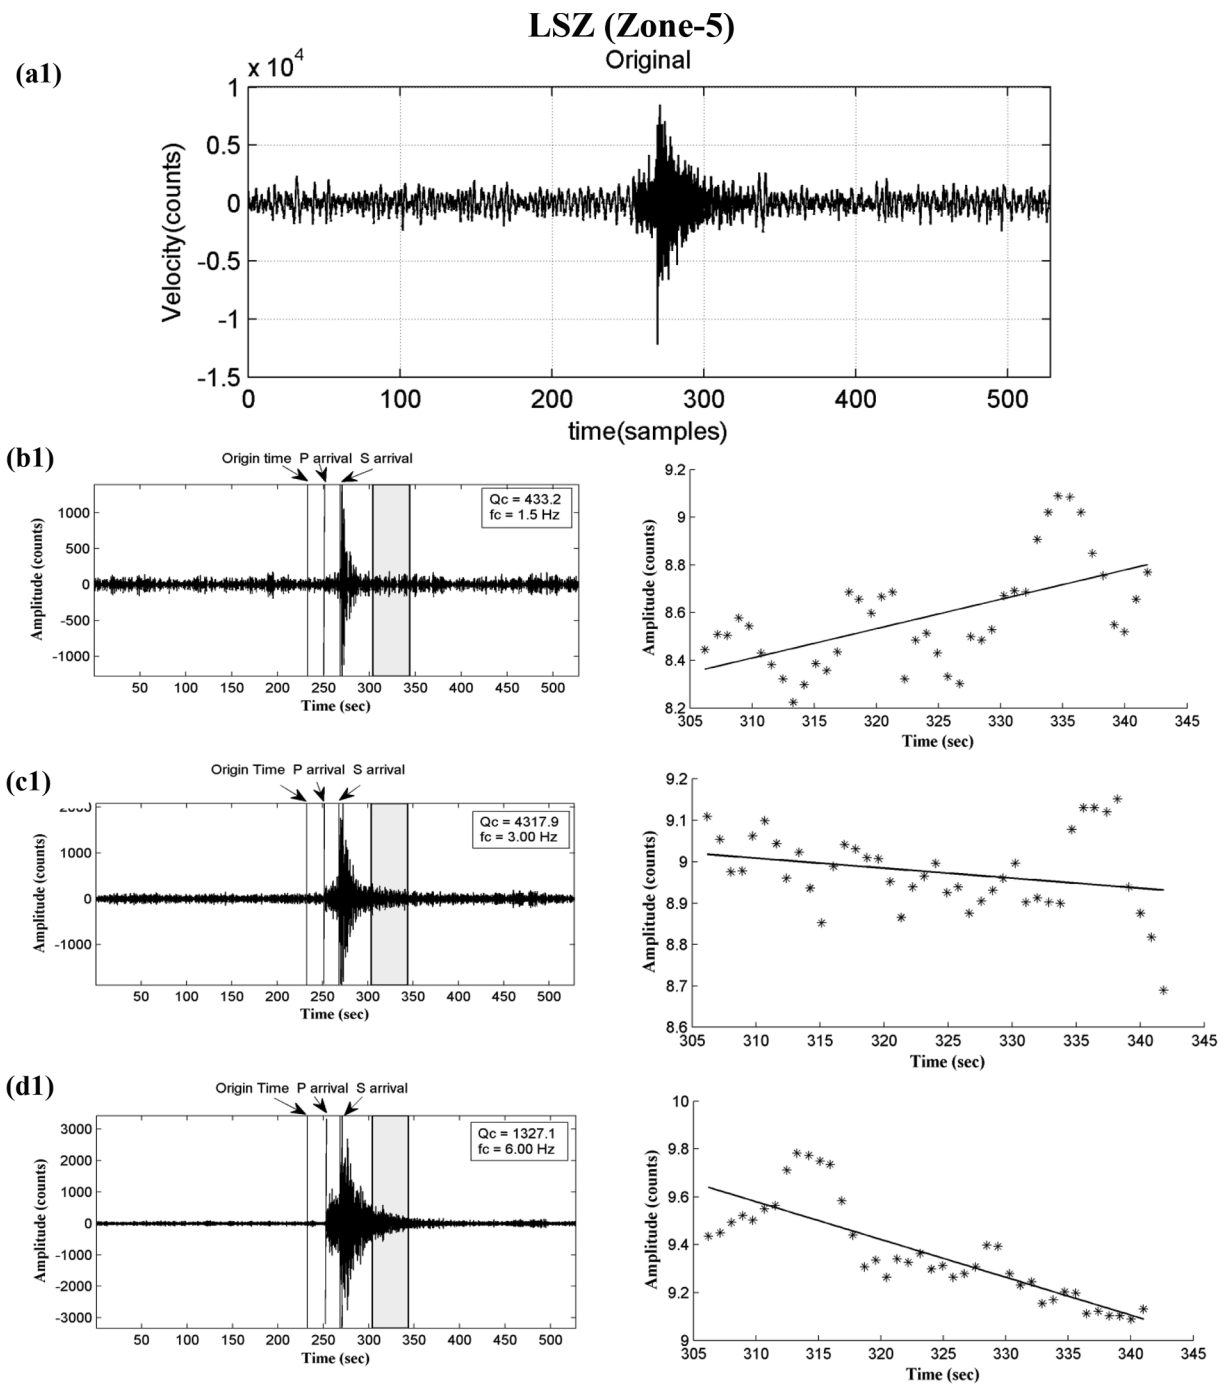 LSZ (Zone-5)
(a1)
Original
x 10^4
1
0.5
0
-0.5
-1
-1.5
Velocity(counts)
0 100 200 300 400 500
time(samples)
(b1)
Origin time P arrival S arrival
Qc = 433.2
fc = 1.5 Hz
1000
500
0
-500
-1000
Amplitude (counts)
50 100 150 200 250 300 350 400 450 500
Time (sec)
9.2
9
8.8
8.6
8.4
8.2
Amplitude (counts)
305 310 315 320 325 330 335 340 345
Time (sec)
(c1)
Origin Time P arrival S arrival
Qc = 4317.9
fc = 3.00 Hz
2000
1000
0
-1000
Amplitude (counts)
50 100 150 200 250 300 350 400 450 500
Time (sec)
9.2
9.1
9
8.9
8.8
8.7
8.6
Amplitude (counts)
305 310 315 320 325 330 335 340 345
Time (sec)
(d1)
Origin Time P arrival S arrival
Qc = 1327.1
fc = 6.00 Hz
3000
2000
1000
0
-1000
-2000
-3000
Amplitude (counts)
50 100 150 200 250 300 350 400 450 500
Time (sec)
10
9.8
9.6
9.4
9.2
9
Amplitude (counts)
305 310 315 320 325 330 335 340 345
Time (sec)